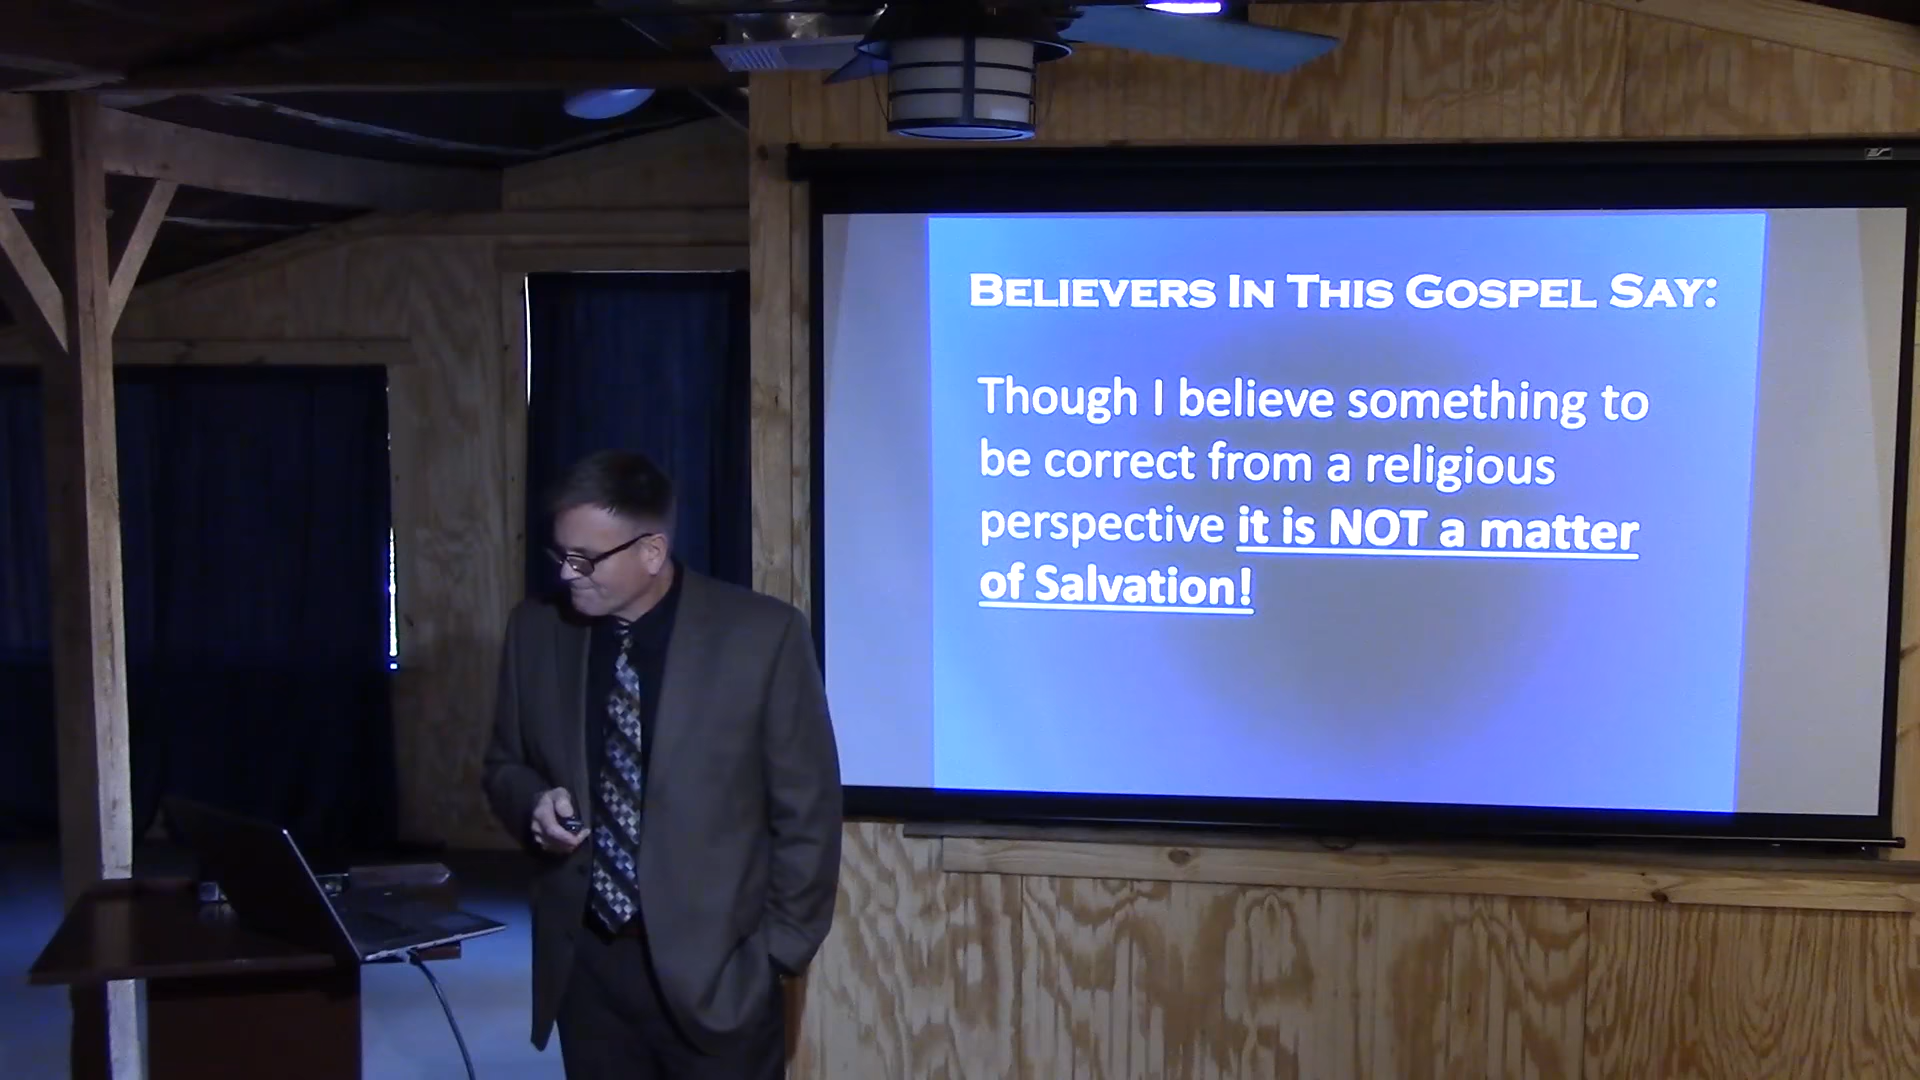 BELIEVERS IN THIS GOSPEL SAY:
Though I believe something to
be correct from a religious
perspective it is NOT a matter
of Salvation!